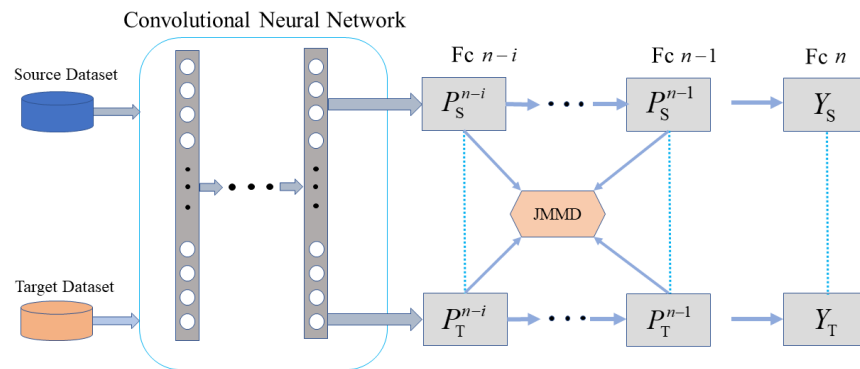 Convolutional Neural Network
Source Dataset
Fc n−i
Fc n−1
Fc n
P_S^{n−i}
P_S^{n−1}
Y_S
JMMD
Target Dataset
P_T^{n−i}
P_T^{n−1}
Y_T